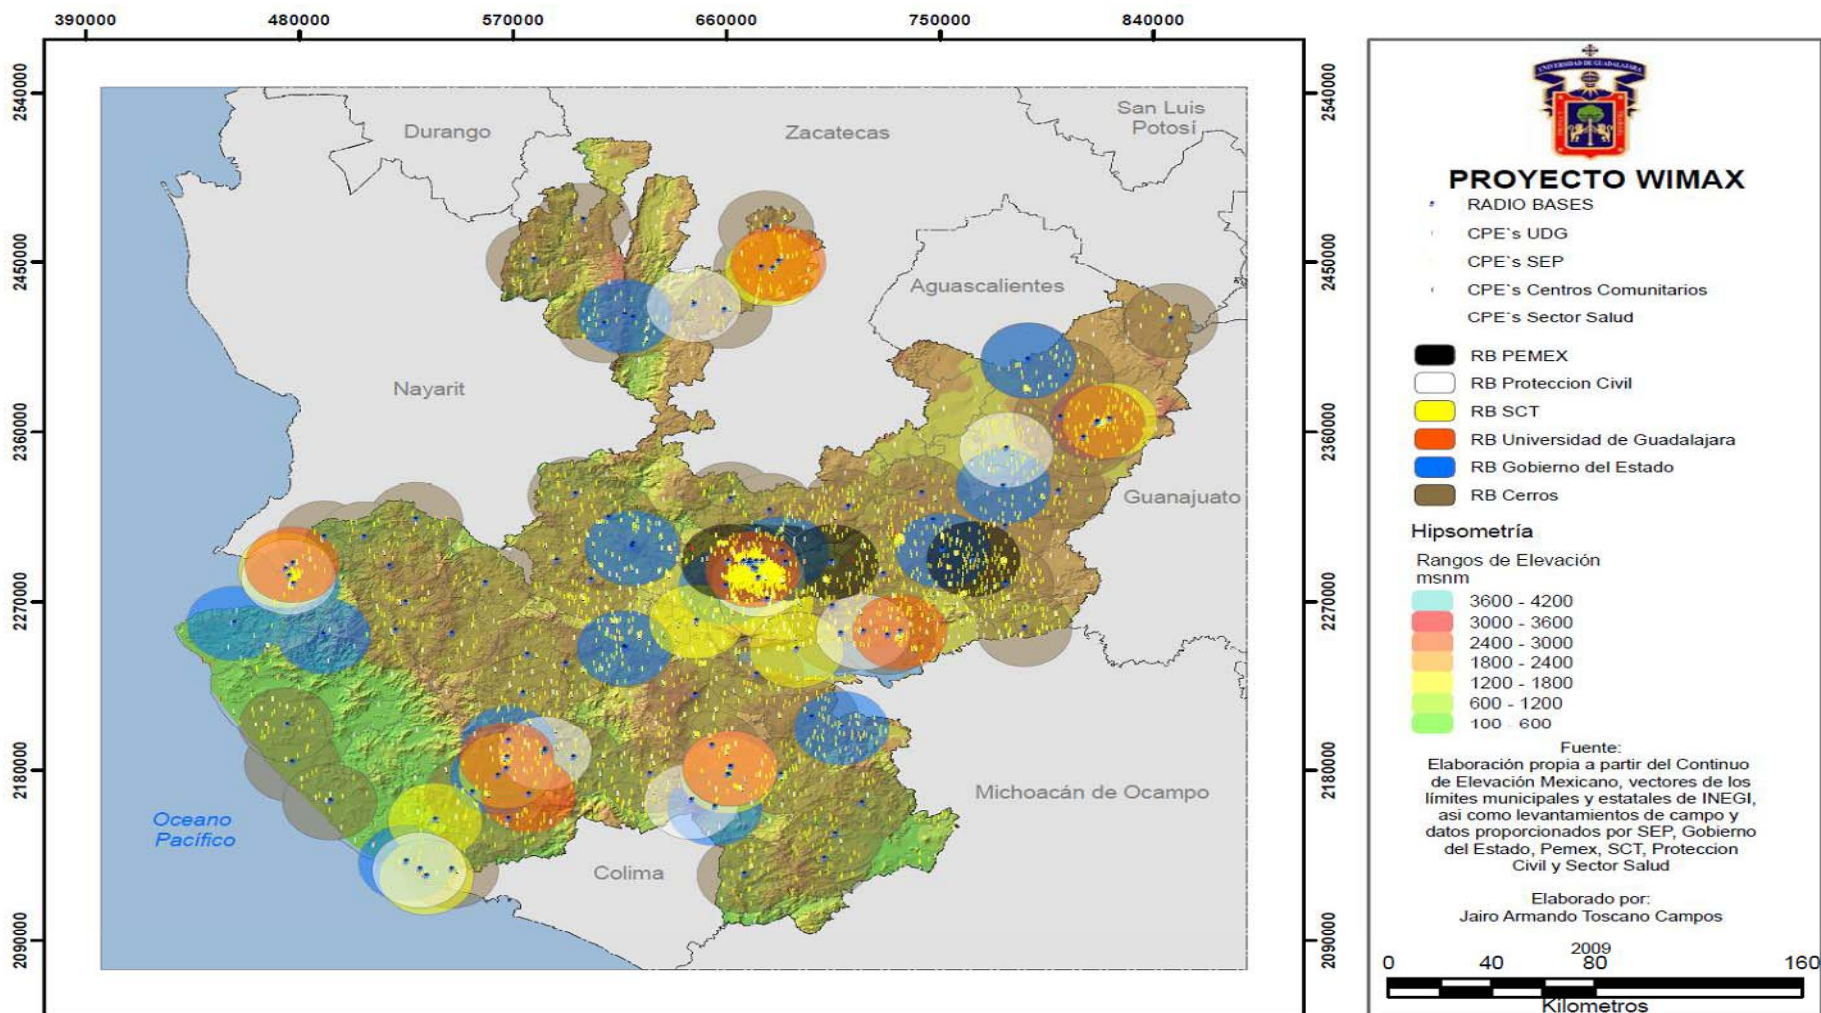 390000
480000
570000
660000
750000
840000
2540000
2450000
2360000
2270000
2180000
2090000
2540000
2450000
2360000
2270000
2180000
2090000
Durango
Zacatecas
San Luis
Potosí
Aguascalientes
Nayarit
Guanajuato
Michoacán de Ocampo
Oceano
Pacífico
Colima
UNIVERSIDAD DE GUADALAJARA
PROYECTO WIMAX
RADIO BASES
CPE`s UDG
CPE`s SEP
CPE`s Centros Comunitarios
CPE`s Sector Salud
RB PEMEX
RB Proteccion Civil
RB SCT
RB Universidad de Guadalajara
RB Gobierno del Estado
RB Cerros
Hipsometría
Rangos de Elevación
msnm
3600 - 4200
3000 - 3600
2400 - 3000
1800 - 2400
1200 - 1800
600 - 1200
100 - 600
Fuente:
Elaboración propia a partir del Continuo
de Elevación Mexicano, vectores de los
límites municipales y estatales de INEGI,
asi como levantamientos de campo y
datos proporcionados por SEP, Gobierno
del Estado, Pemex, SCT, Proteccion
Civil y Sector Salud
Elaborado por:
Jairo Armando Toscano Campos
2009
0 40 80 160
Kilometros